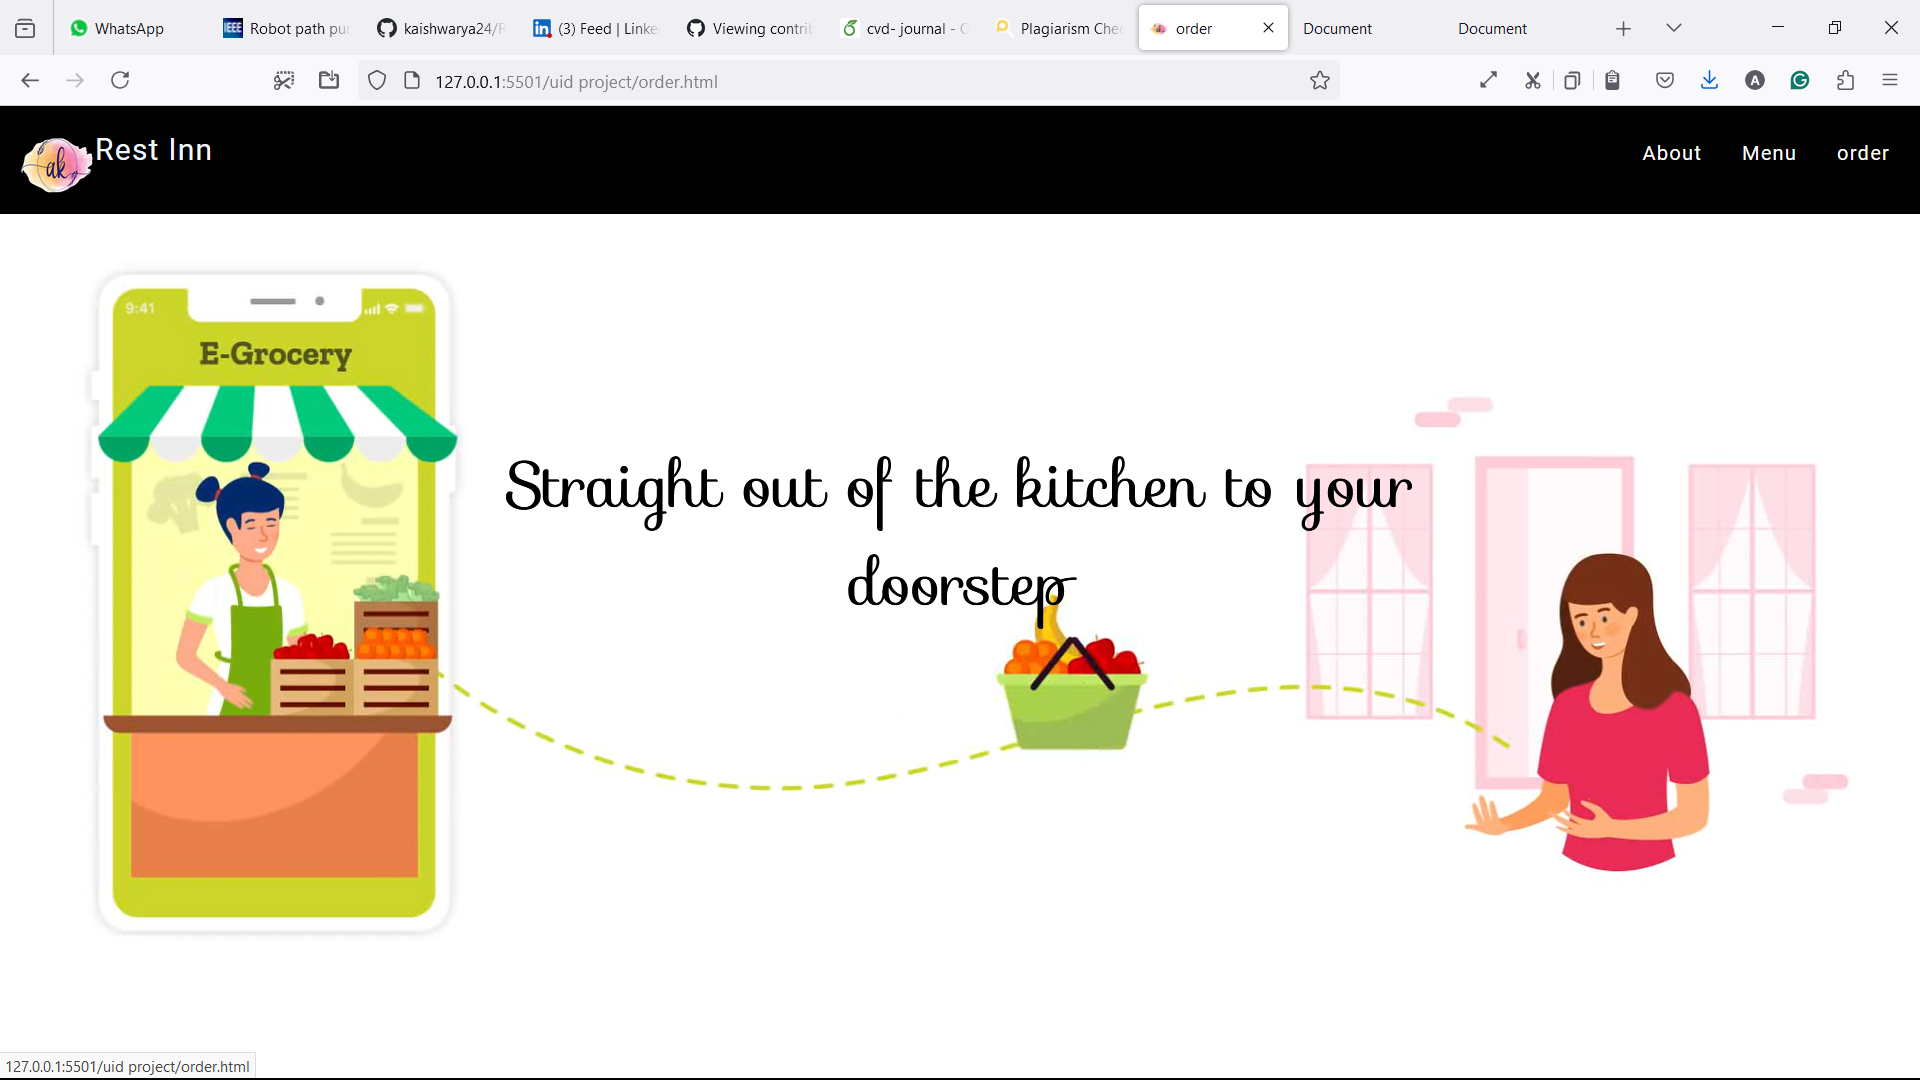 WhatsApp
Robot path pur
kaishwarya24/R
(3) Feed | Linke
Viewing contrib
cvd- journal - O
Plagiarism Che
order
Document
Document
127.0.0.1:5501/uid project/order.html
ak
Rest Inn
About Menu order
9:41
E-Grocery
Straight out of the kitchen to your
doorstep
127.0.0.1:5501/uid project/order.html